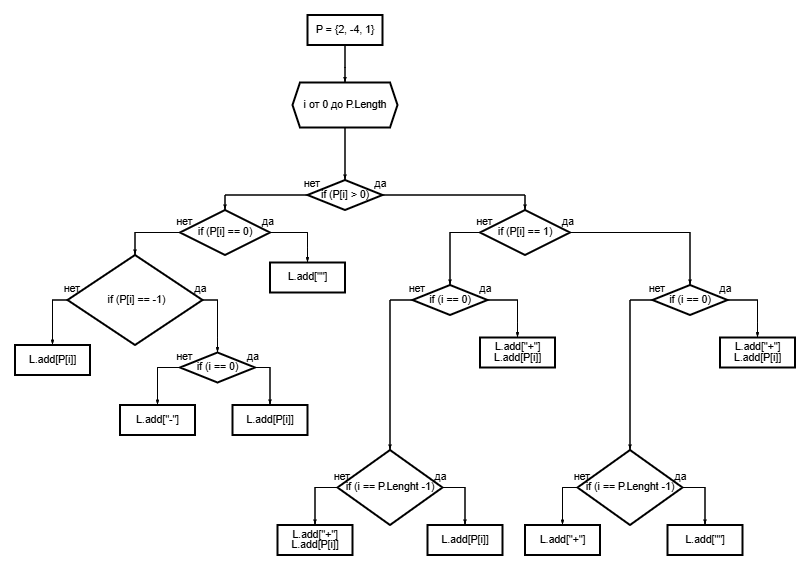 P = {2, -4, 1}
i от 0 до P.Length
нет
да
if (P[i] > 0)
нет
да
if (P[i] == 0)
нет
да
if (P[i] == 1)
L.add[""]
нет
да
if (P[i] == -1)
нет
да
if (i == 0)
нет
да
if (i == 0)
L.add["+"]
L.add[P[i]]
L.add["+"]
L.add[P[i]]
L.add[P[i]]
нет
да
if (i == 0)
L.add["-"]
L.add[P[i]]
нет
да
if (i == P.Lenght -1)
нет
да
if (i == P.Lenght -1)
L.add["+"]
L.add[P[i]]
L.add[P[i]]
L.add["+"]
L.add[""]